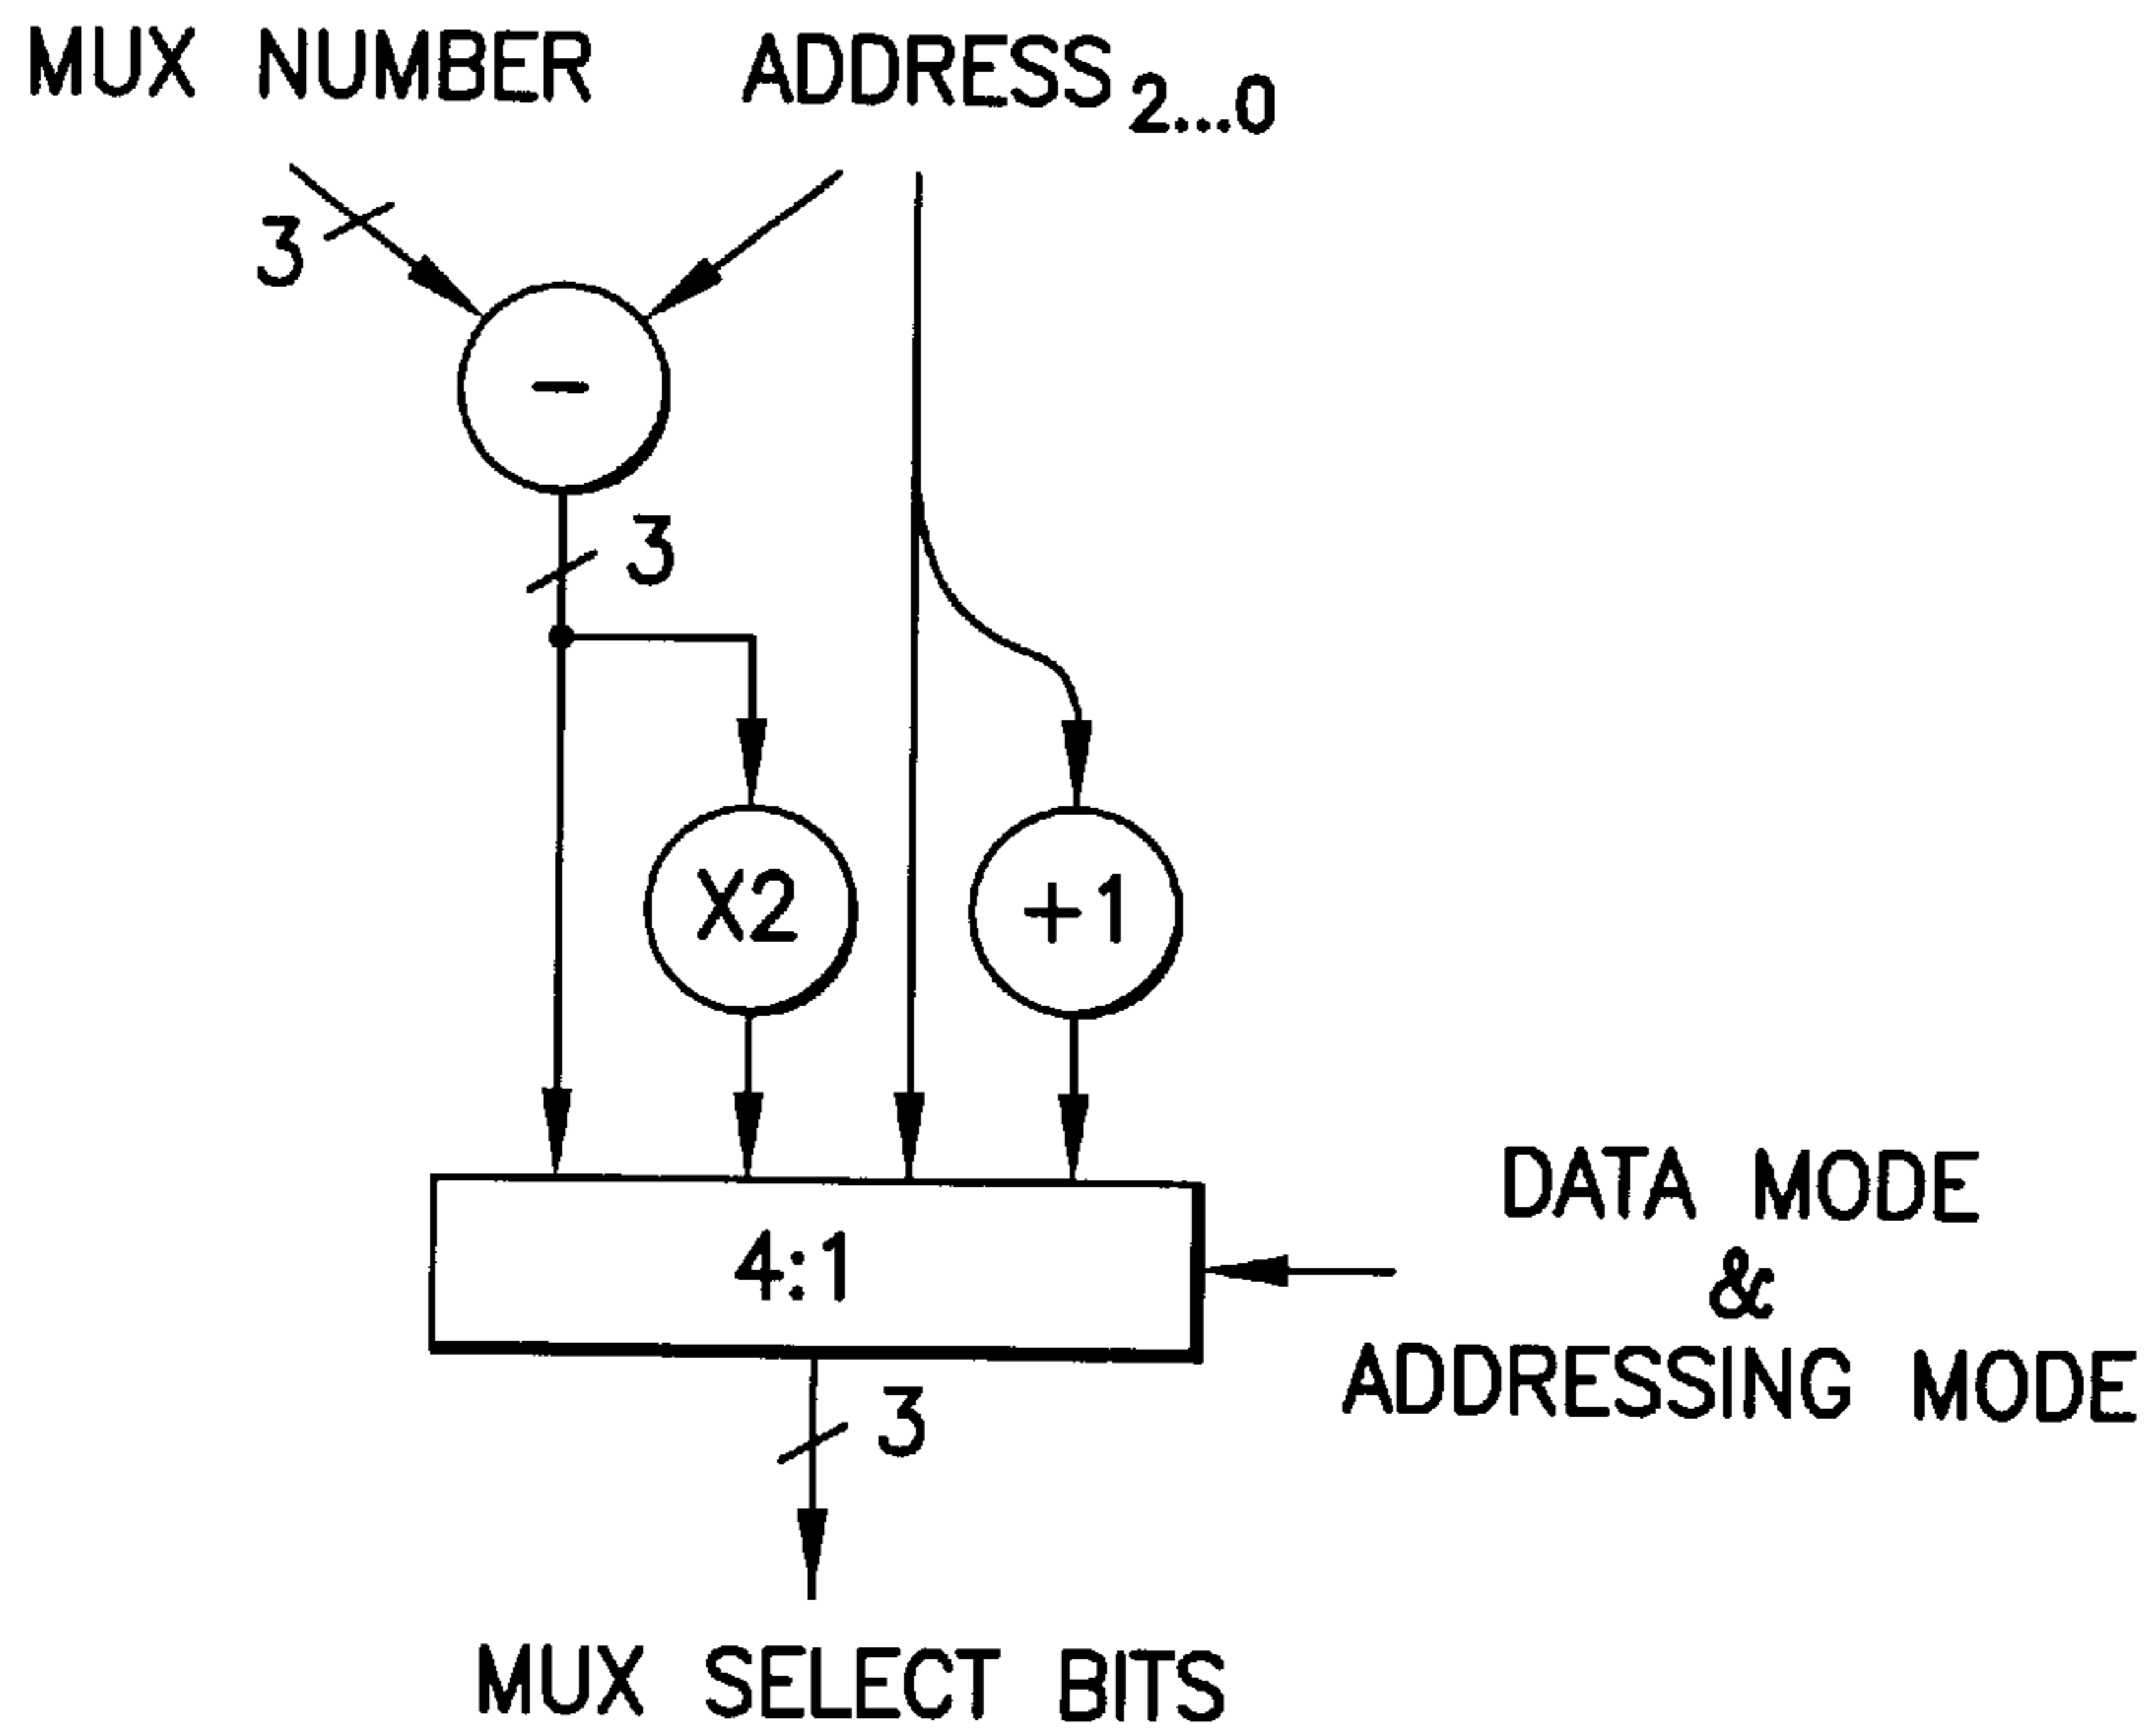 MUX NUMBER ADDRESS2...0
3
-
3
X2 +1
4:1
DATA MODE
&
ADDRESSING MODE
3
MUX SELECT BITS